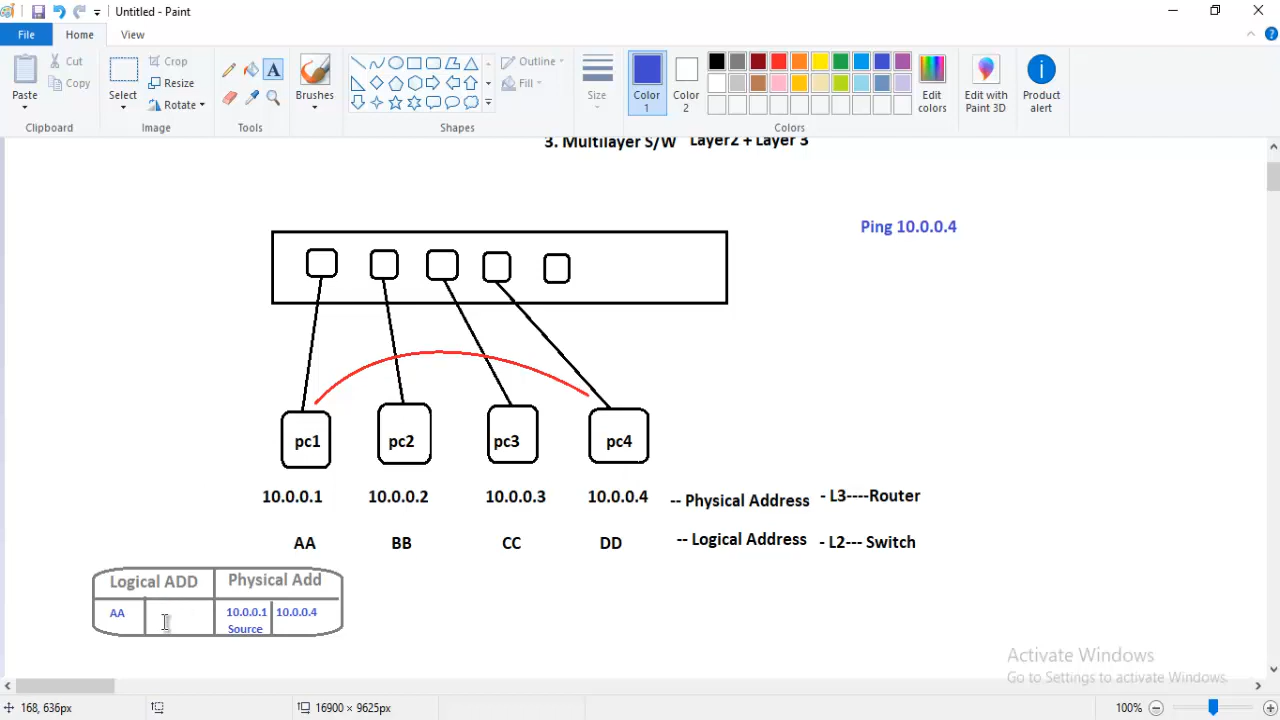 Untitled - Paint
File
Home
View
Paste
Cut
Copy
Clipboard
Select
Crop
Resize
Rotate
Image
A
Tools
Brushes
Outline
Fill
Shapes
Size
Color 1
Color 2
Edit colors
Colors
Edit with Paint 3D
Product alert
3. Multilayer S/W Layer2 + Layer 3
Ping 10.0.0.4
pc1 pc2 pc3 pc4
10.0.0.1 10.0.0.2 10.0.0.3 10.0.0.4 -- Physical Address - L3----Router
AA BB CC DD -- Logical Address - L2--- Switch
Logical ADD Physical Add
AA 10.0.0.1 10.0.0.4
Source
Activate Windows
Go to Settings to activate Windows.
168, 636px
16900 × 9625px
100%